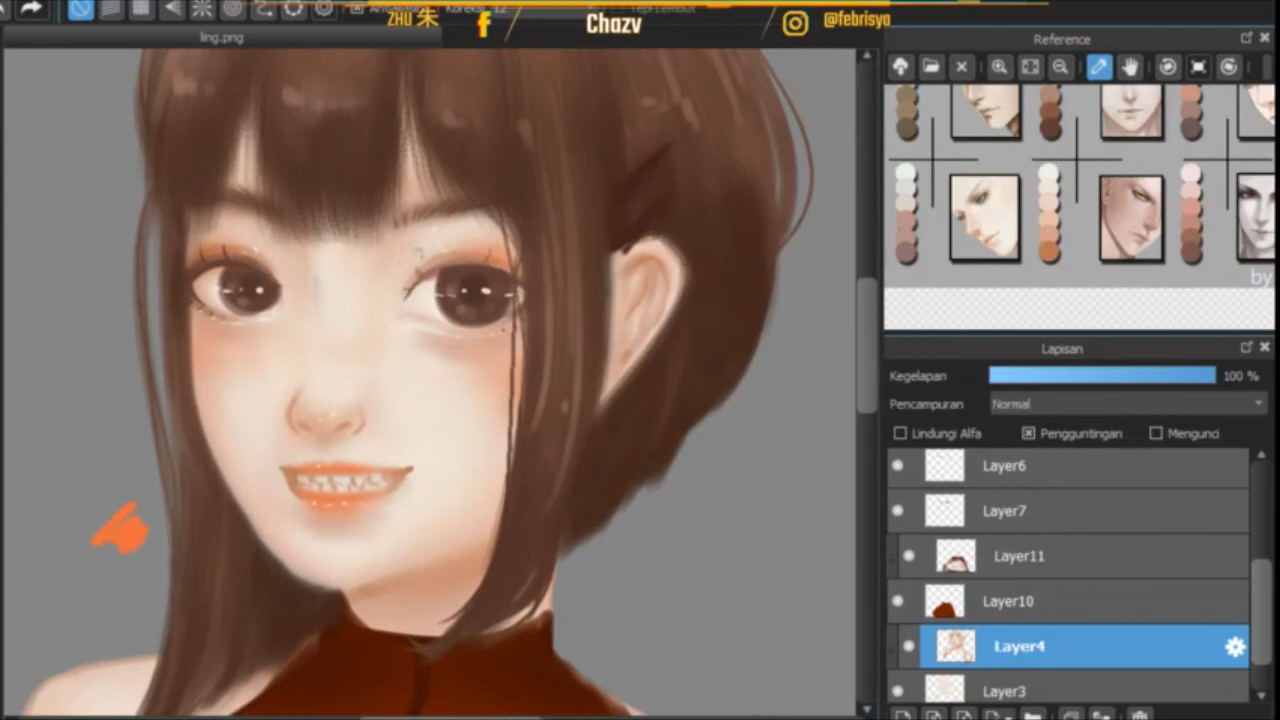 ZHU 朱
Chazv
@febrisya
ling.png
Reference
by
Lapisan
Kegelapan
100 %
Pencampuran
Normal
Lindungi Alfa
Pengguntingan
Mengunci
Layer6
Layer7
Layer11
Layer10
Layer4
Layer3